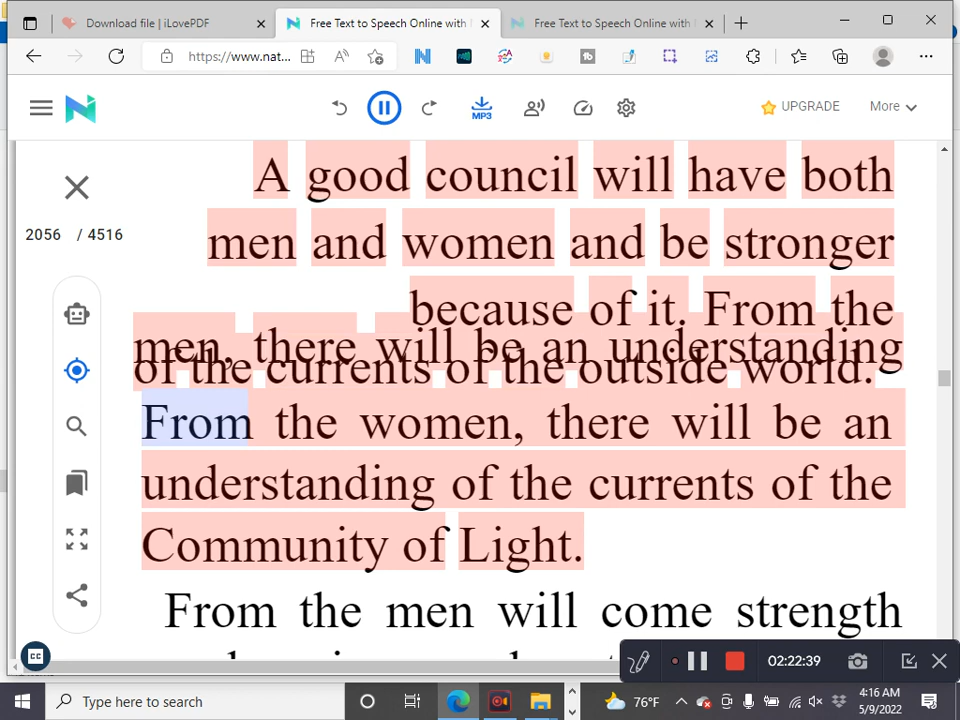 Download file | iLovePDF
Free Text to Speech Online with
Free Text to Speech Online with
https://www.nat...
MP3
UPGRADE
More
2056 / 4516
A good council will have both
men and women and be stronger
because of it. From the
men, there will be an understanding
of the currents of the outside world.
From the women, there will be an
understanding of the currents of the
Community of Light.
From the men will come strength
CC
02:22:39
Type here to search
76°F
4:16 AM
5/9/2022